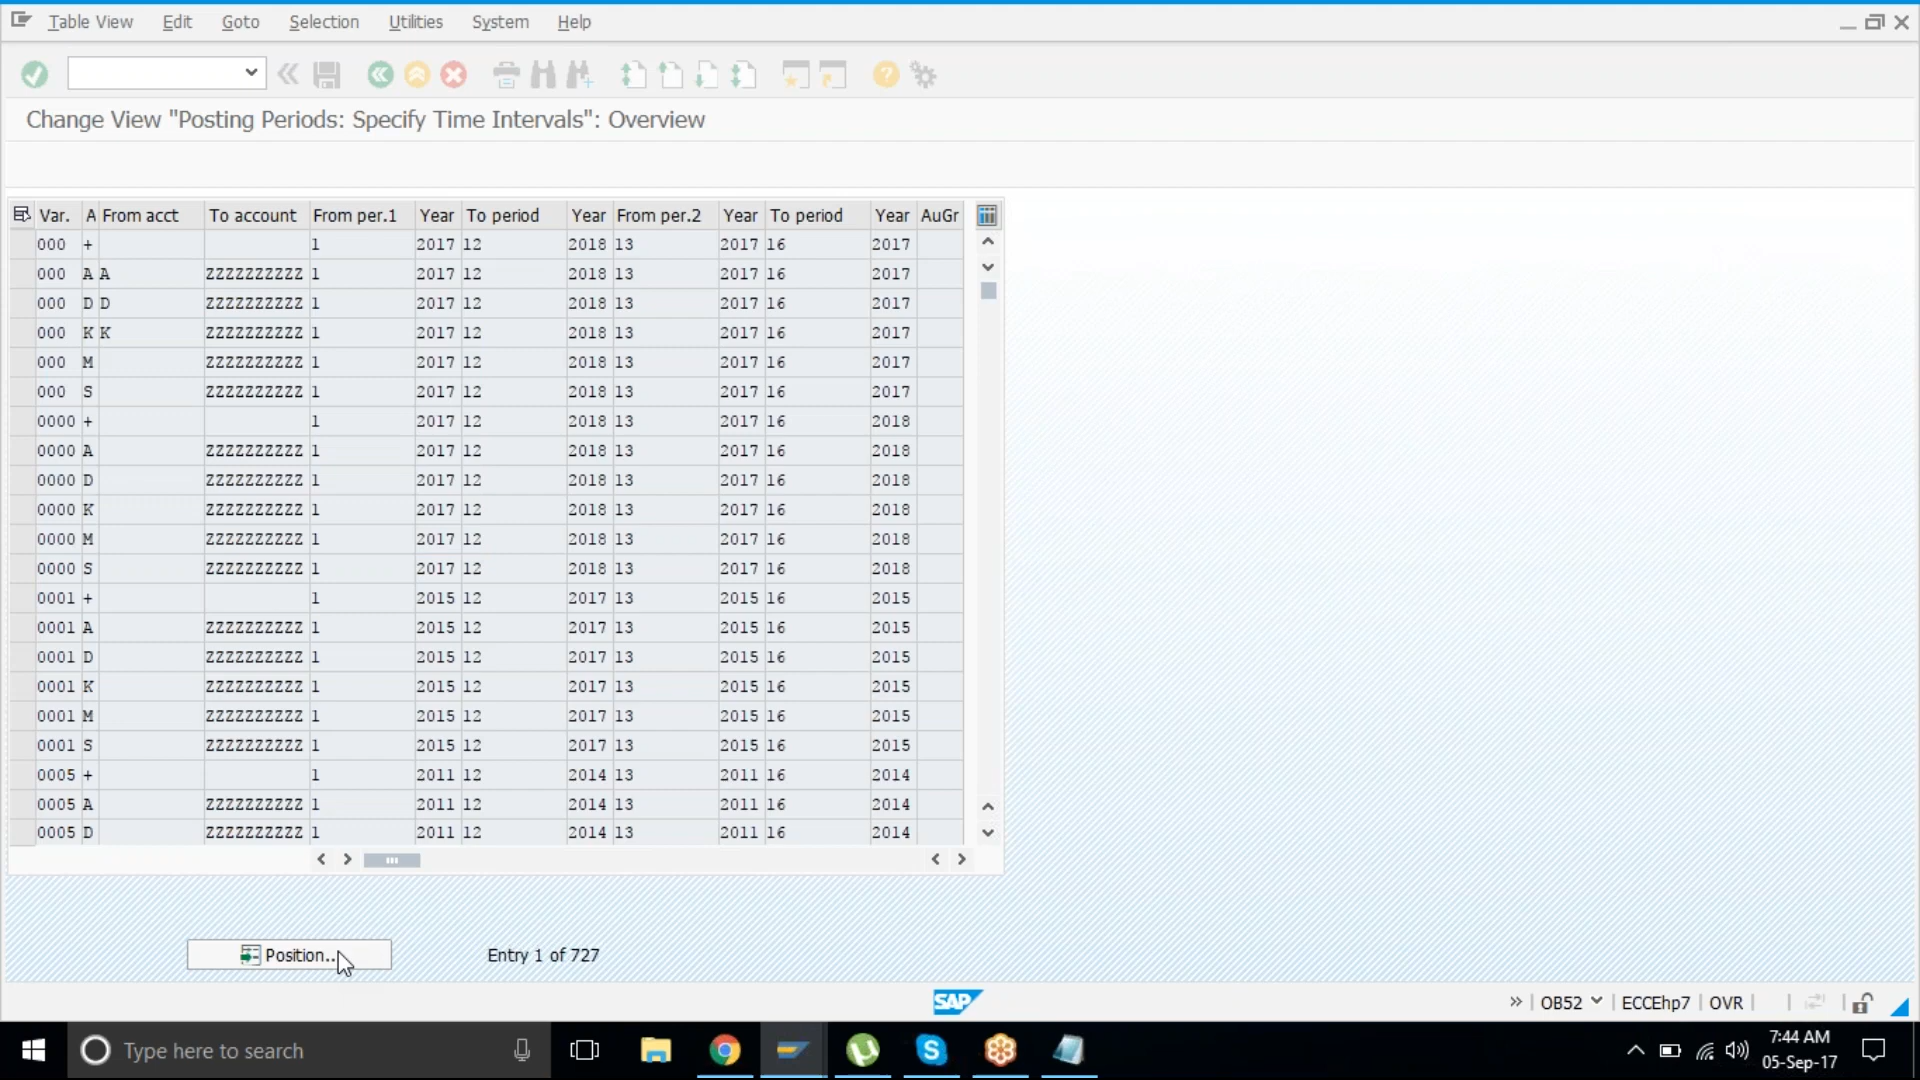 Table View Edit Goto Selection Utilities System Help
Change View "Posting Periods: Specify Time Intervals": Overview
Var. A From acct To account From per.1 Year To period Year From per.2 Year To period Year AuGr
000 + 1 2017 12 2018 13 2017 16 2017
000 A A ZZZZZZZZZZ 1 2017 12 2018 13 2017 16 2017
000 D D ZZZZZZZZZZ 1 2017 12 2018 13 2017 16 2017
000 K K ZZZZZZZZZZ 1 2017 12 2018 13 2017 16 2017
000 M ZZZZZZZZZZ 1 2017 12 2018 13 2017 16 2017
000 S ZZZZZZZZZZ 1 2017 12 2018 13 2017 16 2017
0000 + 1 2017 12 2018 13 2017 16 2018
0000 A ZZZZZZZZZZ 1 2017 12 2018 13 2017 16 2018
0000 D ZZZZZZZZZZ 1 2017 12 2018 13 2017 16 2018
0000 K ZZZZZZZZZZ 1 2017 12 2018 13 2017 16 2018
0000 M ZZZZZZZZZZ 1 2017 12 2018 13 2017 16 2018
0000 S ZZZZZZZZZZ 1 2017 12 2018 13 2017 16 2018
0001 + 1 2015 12 2017 13 2015 16 2015
0001 A ZZZZZZZZZZ 1 2015 12 2017 13 2015 16 2015
0001 D ZZZZZZZZZZ 1 2015 12 2017 13 2015 16 2015
0001 K ZZZZZZZZZZ 1 2015 12 2017 13 2015 16 2015
0001 M ZZZZZZZZZZ 1 2015 12 2017 13 2015 16 2015
0001 S ZZZZZZZZZZ 1 2015 12 2017 13 2015 16 2015
0005 + 1 2011 12 2014 13 2011 16 2014
0005 A ZZZZZZZZZZ 1 2011 12 2014 13 2011 16 2014
0005 D ZZZZZZZZZZ 1 2011 12 2014 13 2011 16 2014
Position... Entry 1 of 727
SAP OB52 ECCEhp7 OVR
Type here to search
7:44 AM
05-Sep-17